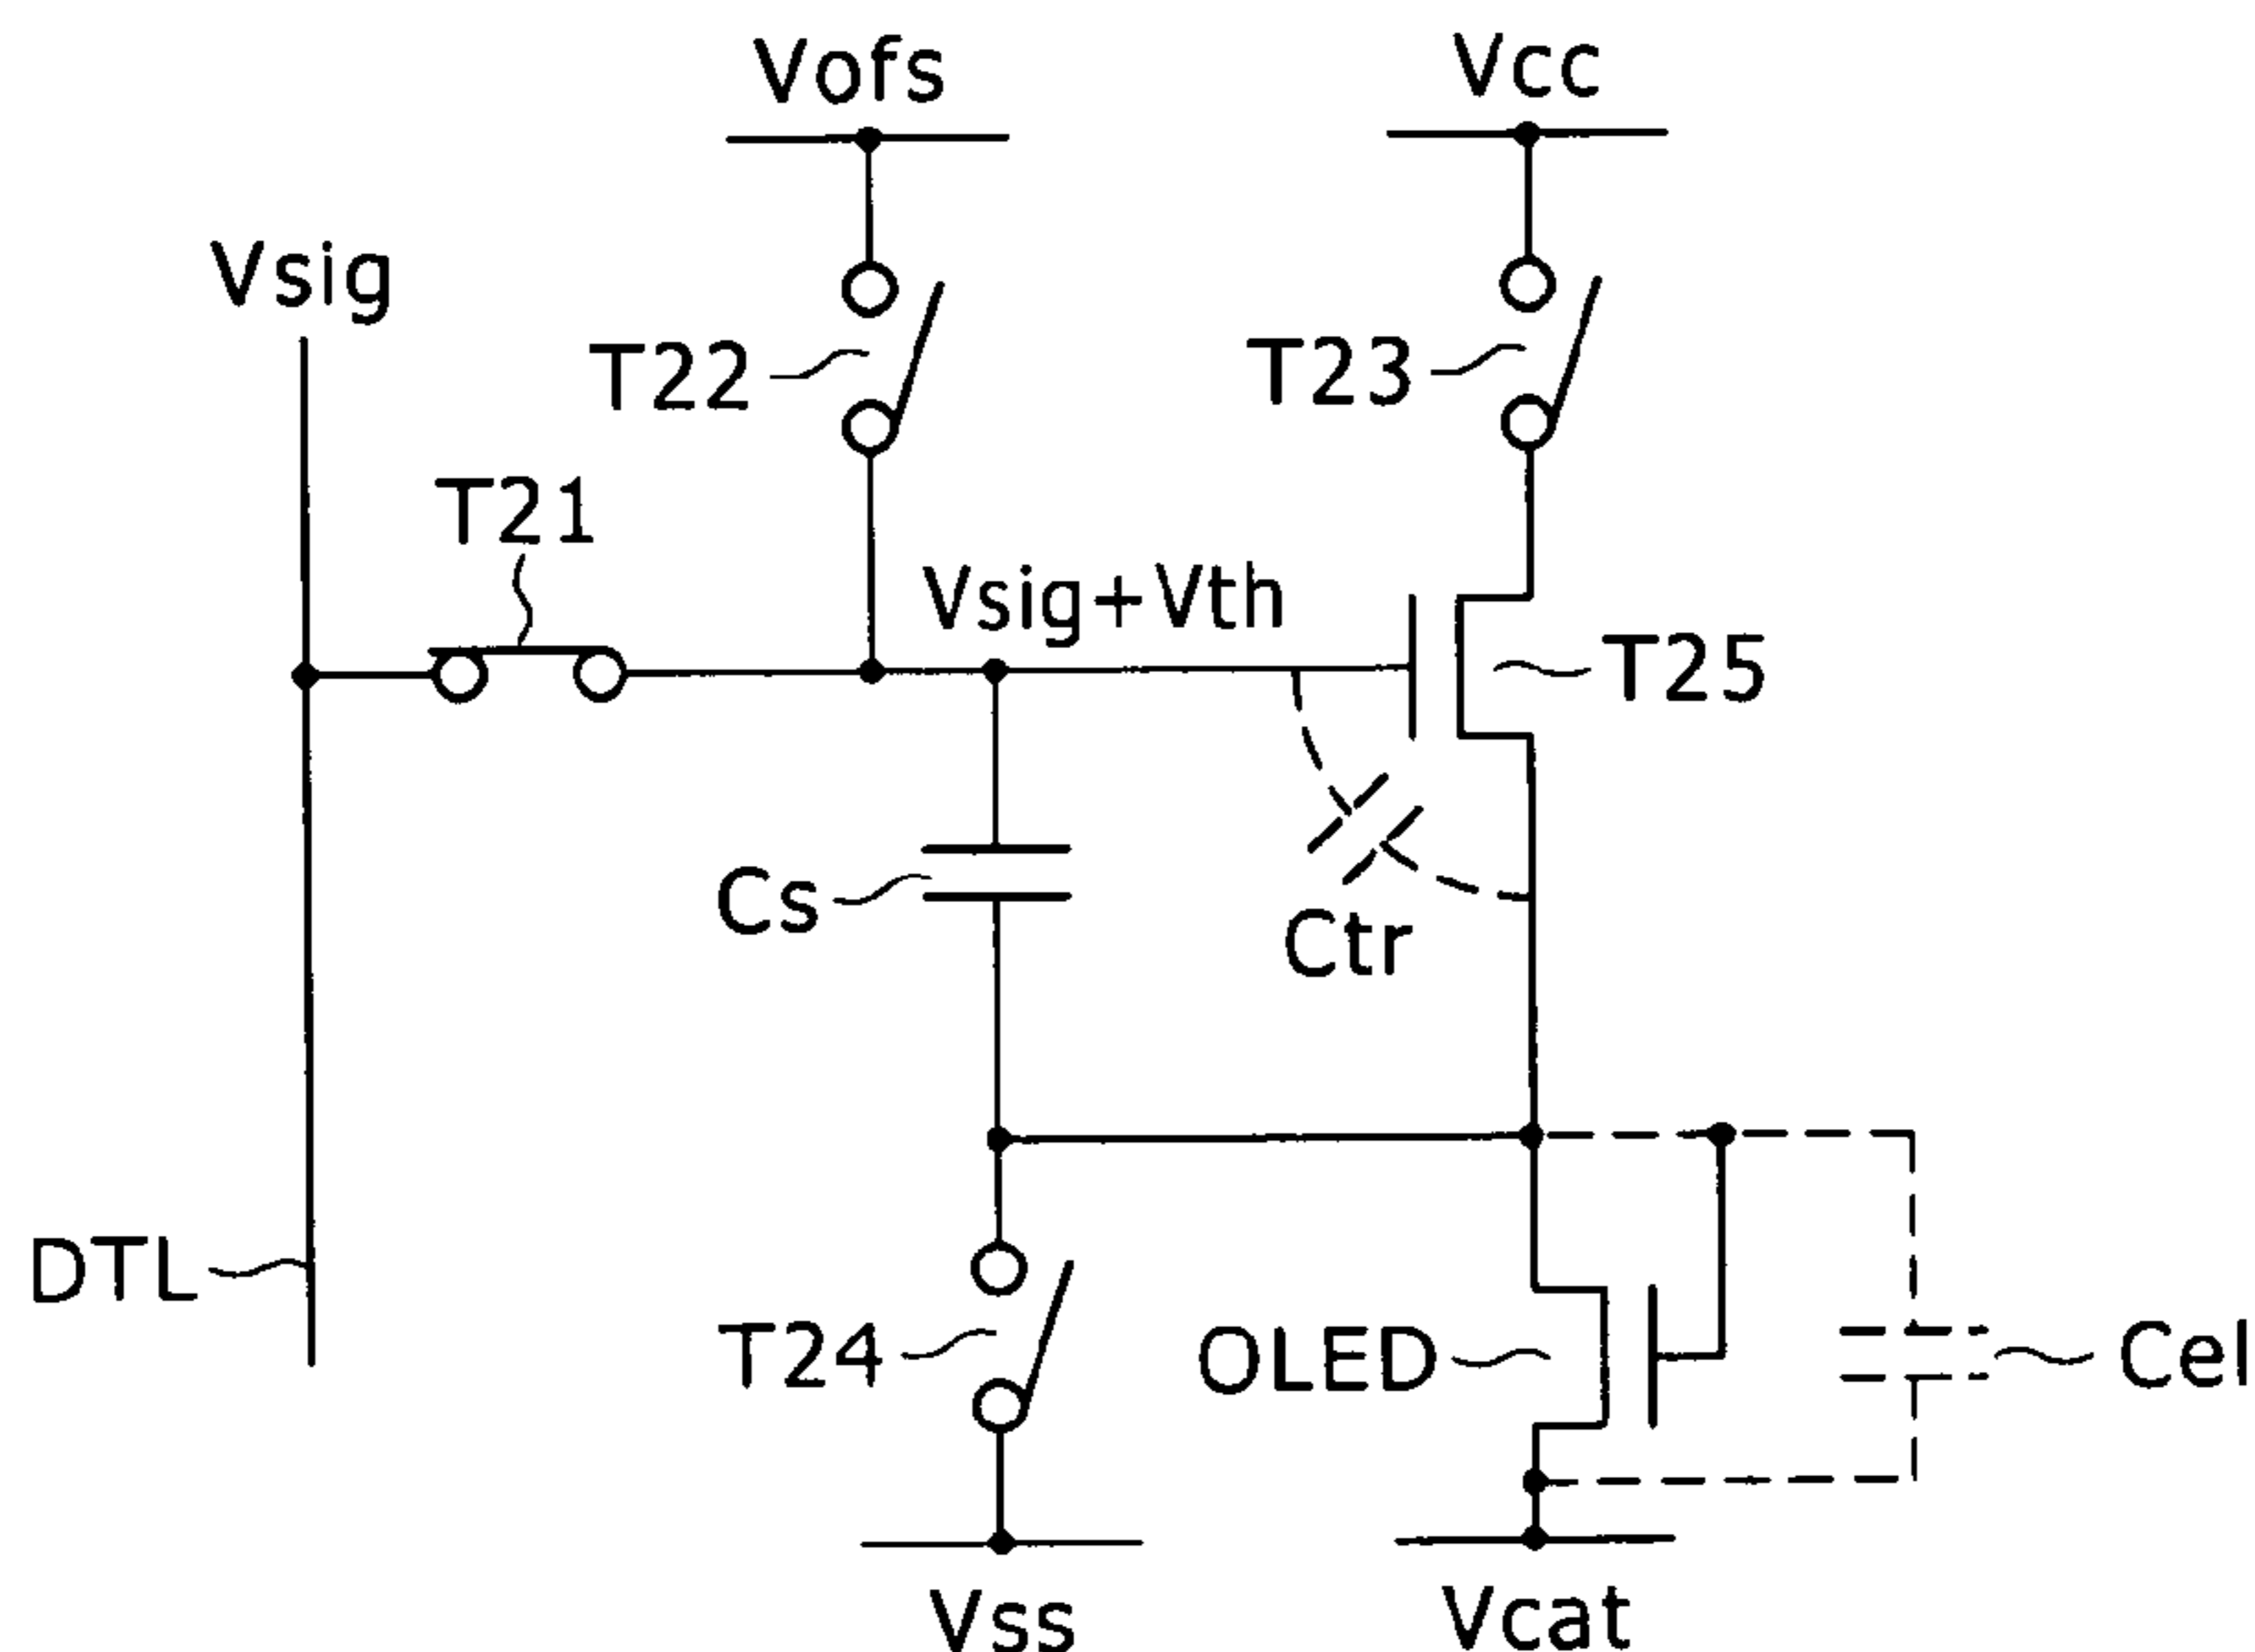 Vofs
Vcc
Vsig
T22
T23
T21
Vsig+Vth
T25
Cs
Ctr
DTL
T24
OLED
Cel
Vss
Vcat